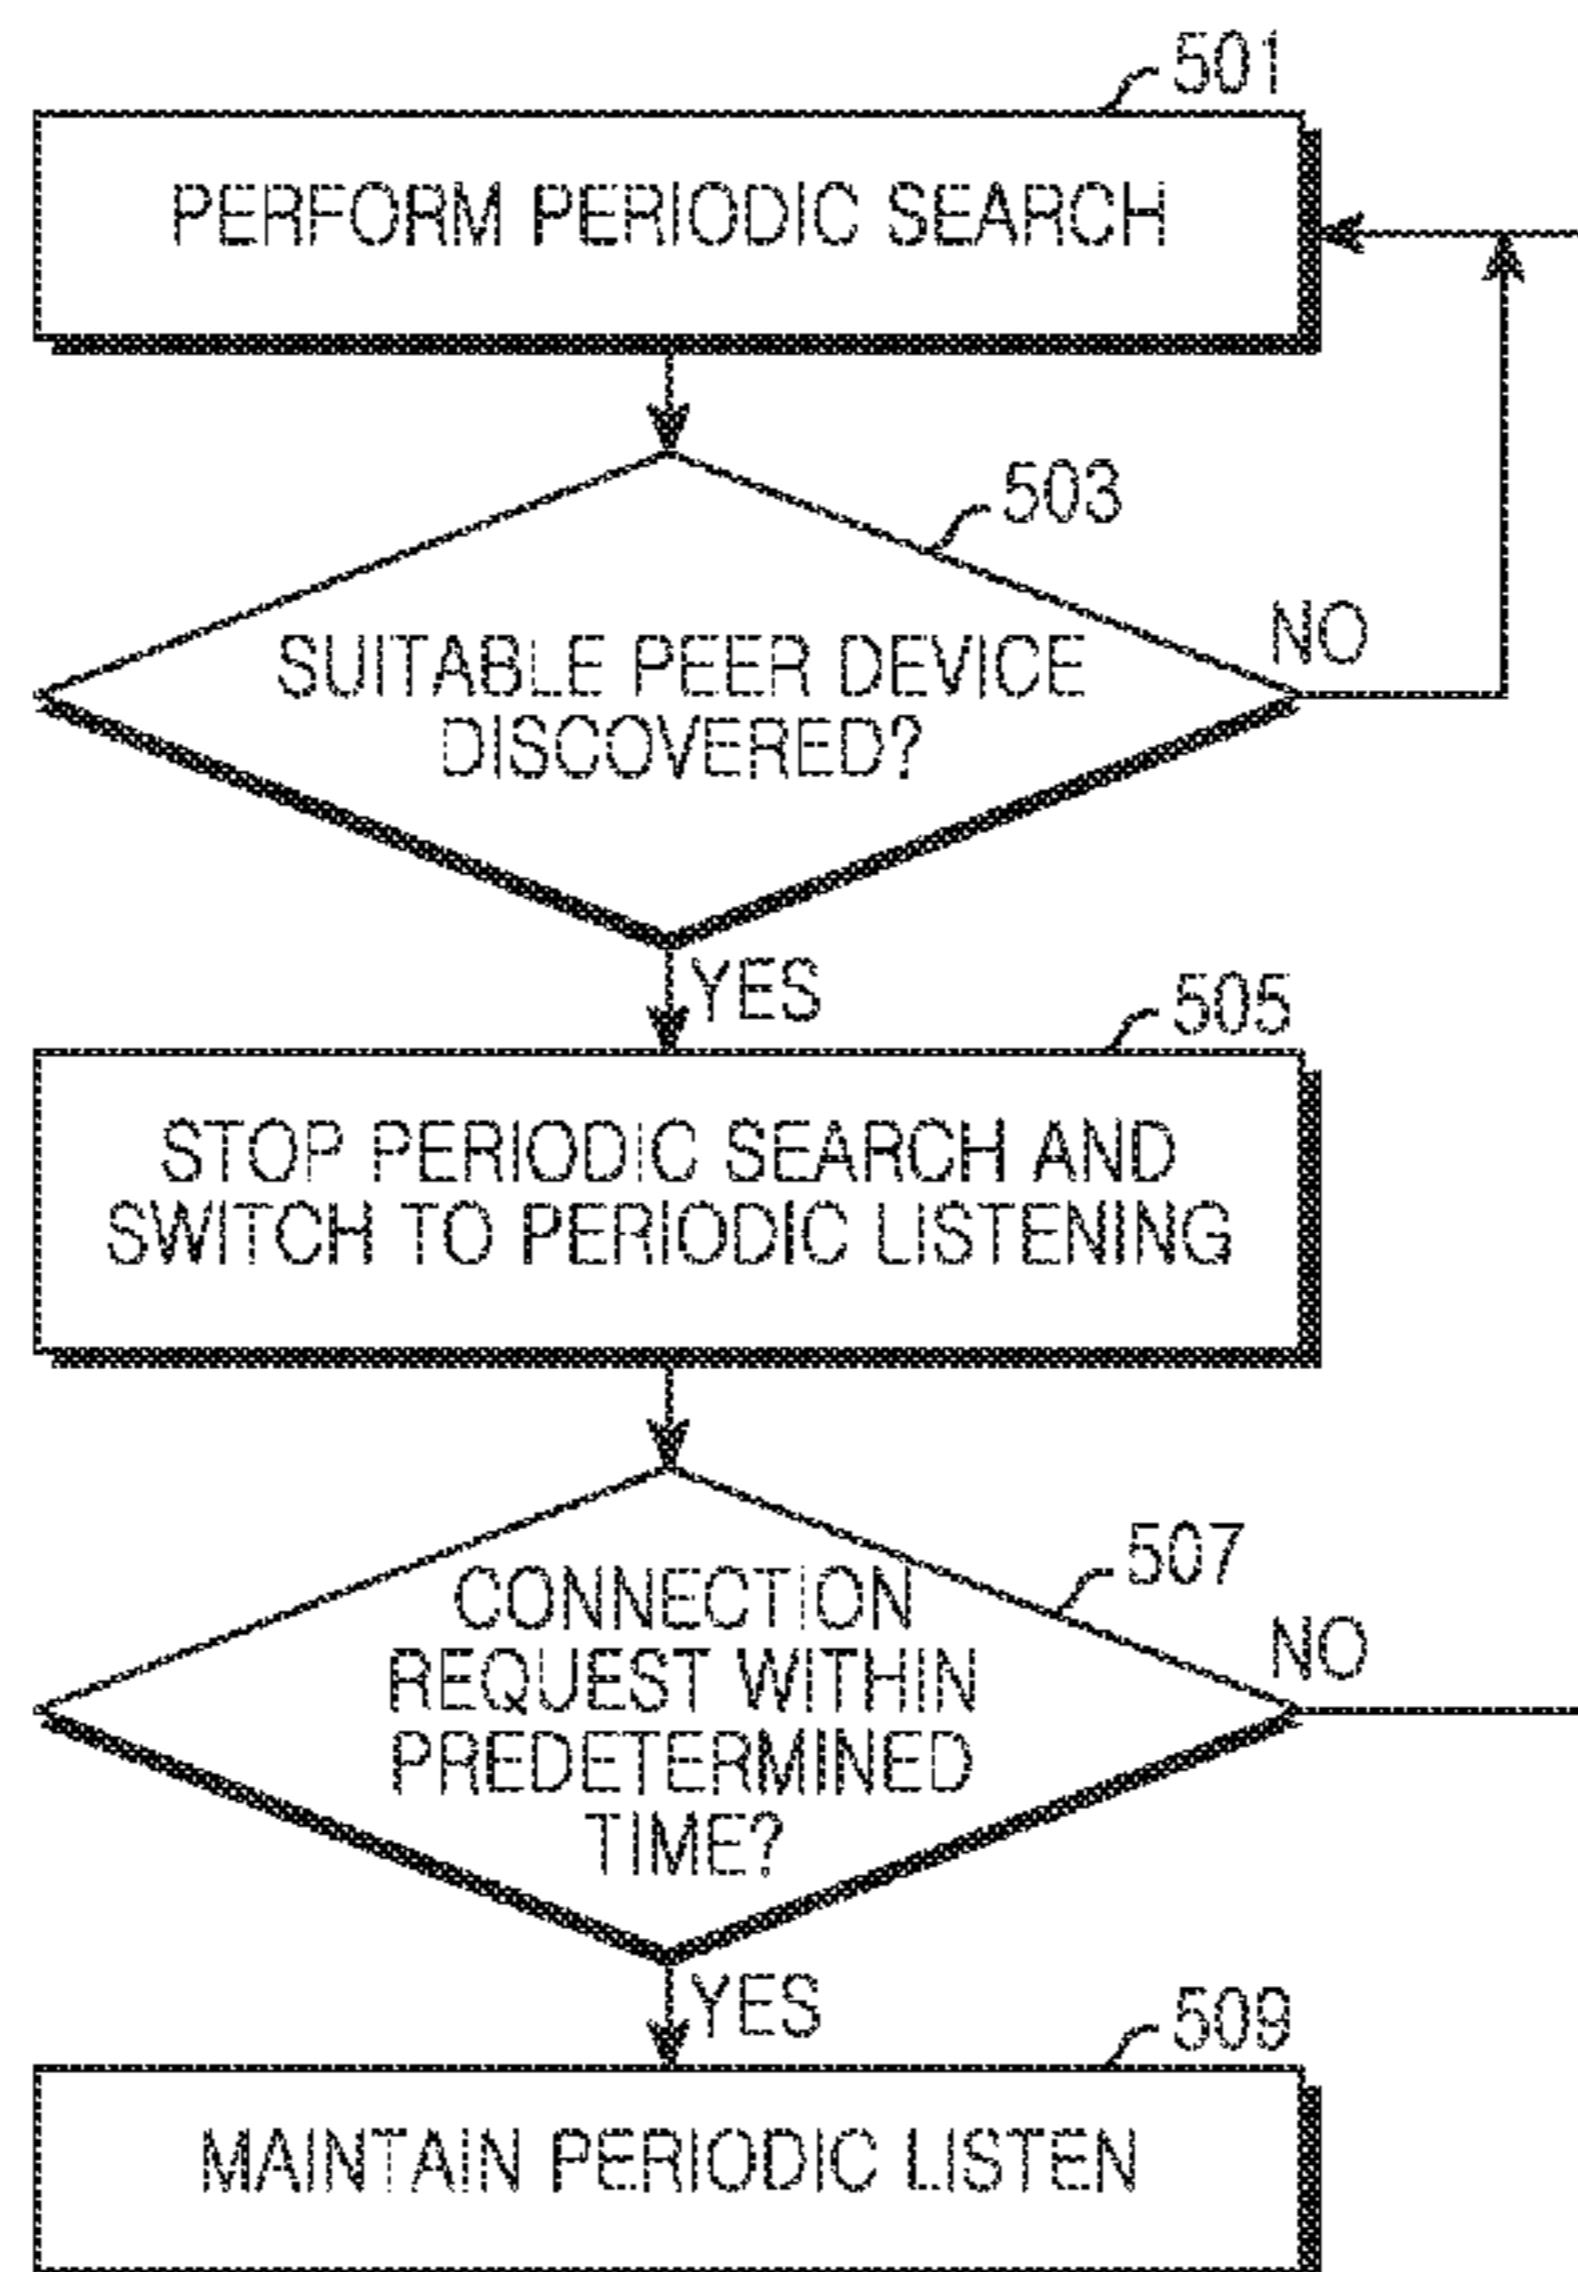 501
PERFORM PERIODIC SEARCH
503
NO
SUITABLE PEER DEVICE
DISCOVERED?
YES
505
STOP PERIODIC SEARCH AND
SWITCH TO PERIODIC LISTENING
507
CONNECTION
NO
REQUEST WITHIN
PREDETERMINED
TIME?
YES
509
MAINTAIN PERIODIC LISTEN